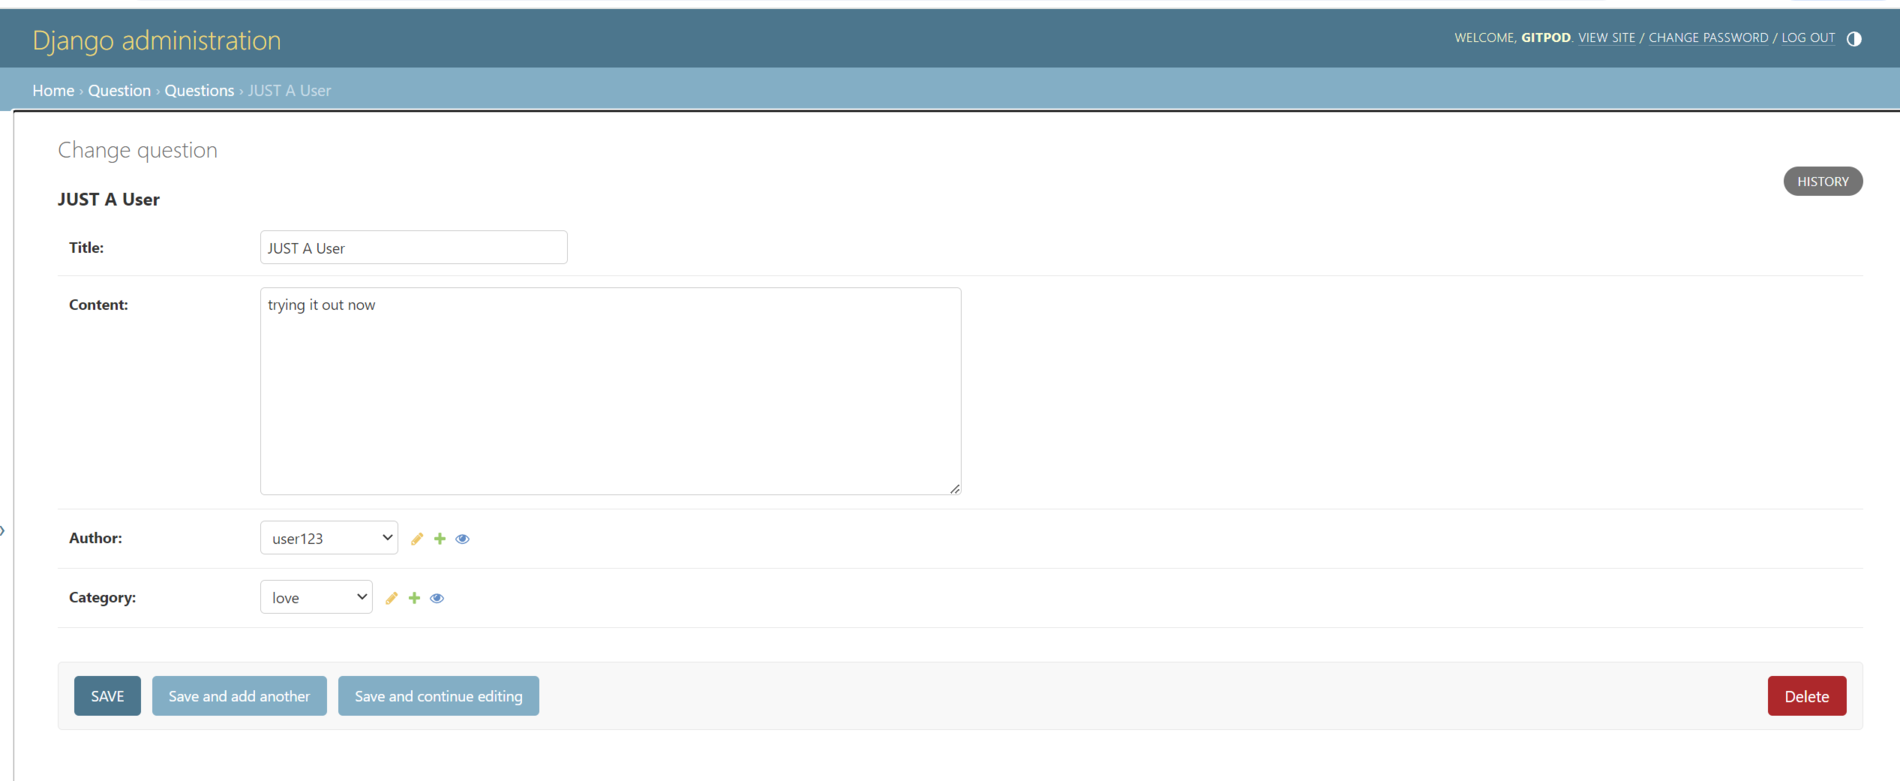 Django administration
WELCOME, GITPOD. VIEW SITE / CHANGE PASSWORD / LOG OUT
Home › Question › Questions › JUST A User
Change question
HISTORY
JUST A User
Title: JUST A User
Content: trying it out now
Author: user123
Category: love
SAVE Save and add another Save and continue editing Delete